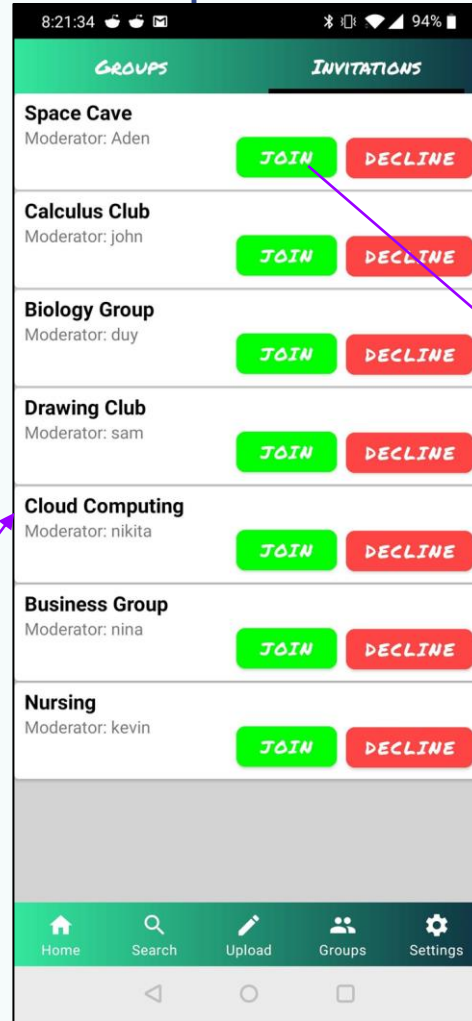 8:21:34 94%
GROUPS INVITATIONS
Space Cave
Moderator: Aden
JOIN DECLINE
Calculus Club
Moderator: john
JOIN DECLINE
Biology Group
Moderator: duy
JOIN DECLINE
Drawing Club
Moderator: sam
JOIN DECLINE
Cloud Computing
Moderator: nikita
JOIN DECLINE
Business Group
Moderator: nina
JOIN DECLINE
Nursing
Moderator: kevin
JOIN DECLINE
Home Search Upload Groups Settings